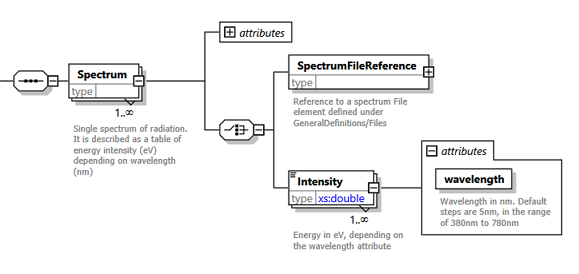 attributes
Spectrum
type
1..∞
Single spectrum of radiation.
It is described as a table of
energy intensity (eV)
depending on wavelength
(nm)
SpectrumFileReference
type
Reference to a spectrum File
element defined under
GeneralDefinitions/Files
Intensity
type xs:double
1..∞
Energy in eV, depending on
the wavelength attribute
attributes
wavelength
Wavelength in nm. Default
steps are 5nm, in the range
of 380nm to 780nm